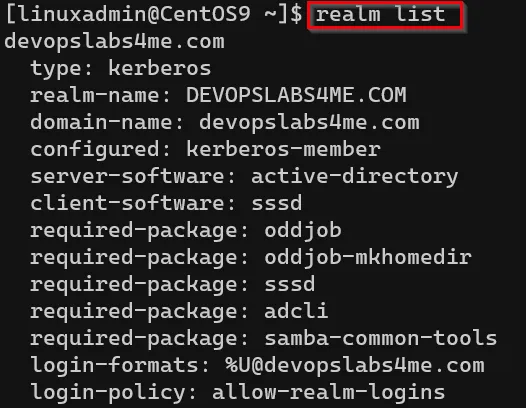 [linuxadmin@CentOS9 ~]$ realm list
devopslabs4me.com
  type: kerberos
  realm-name: DEVOPSLABS4ME.COM
  domain-name: devopslabs4me.com
  configured: kerberos-member
  server-software: active-directory
  client-software: sssd
  required-package: oddjob
  required-package: oddjob-mkhomedir
  required-package: sssd
  required-package: adcli
  required-package: samba-common-tools
  login-formats: %U@devopslabs4me.com
  login-policy: allow-realm-logins